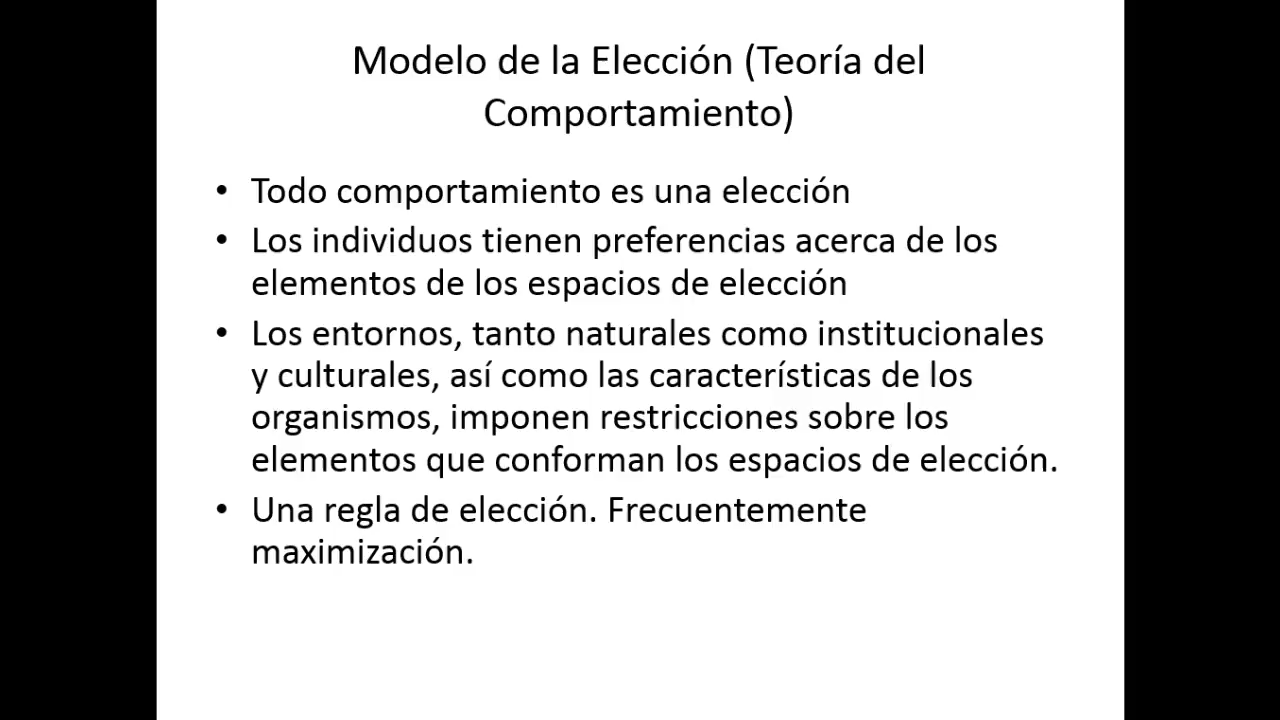 Modelo de la Elección (Teoría del
Comportamiento)
• Todo comportamiento es una elección
• Los individuos tienen preferencias acerca de los
elementos de los espacios de elección
• Los entornos, tanto naturales como institucionales
y culturales, así como las características de los
organismos, imponen restricciones sobre los
elementos que conforman los espacios de elección.
• Una regla de elección. Frecuentemente
maximización.